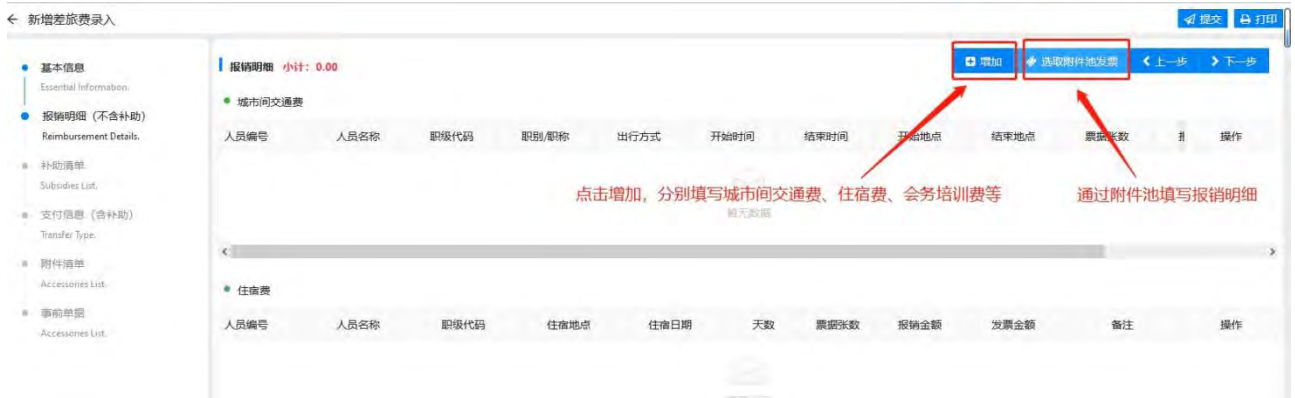 新增差旅费录入
提交 打印
基本信息
Essential Information.
报销明细（不含补助）
Reimbursement Details.
补助清单
Subsidies List.
支付信息（含补助）
Transfer Type.
附件清单
Accessories List.
事前单据
Accessories List.
报销明细 小计：0.00
增加 选取附件池发票 上一步 下一步
城市间交通费
人员编号 人员名称 职级代码 职别/职称 出行方式 开始时间 结束时间 开始地点 结束地点 票据张数 操作
点击增加，分别填写城市间交通费、住宿费、会务培训费等
通过附件池填写报销明细
暂无数据
住宿费
人员编号 人员名称 职级代码 住宿地点 住宿日期 天数 票据张数 报销金额 发票金额 备注 操作